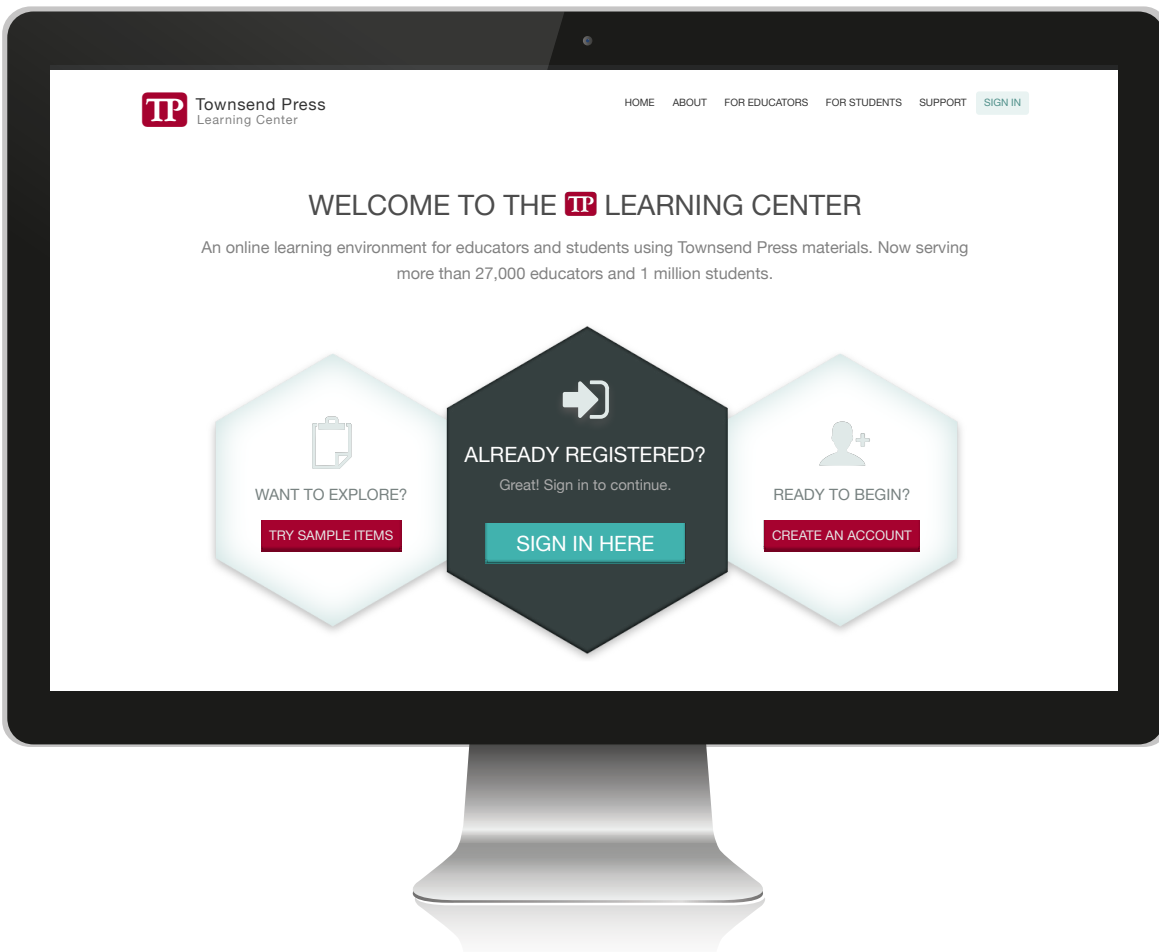 TP Townsend Press
Learning Center
HOME ABOUT FOR EDUCATORS FOR STUDENTS SUPPORT SIGN IN
WELCOME TO THE TP LEARNING CENTER
An online learning environment for educators and students using Townsend Press materials. Now serving
more than 27,000 educators and 1 million students.
WANT TO EXPLORE?
TRY SAMPLE ITEMS
ALREADY REGISTERED?
Great! Sign in to continue.
SIGN IN HERE
READY TO BEGIN?
CREATE AN ACCOUNT